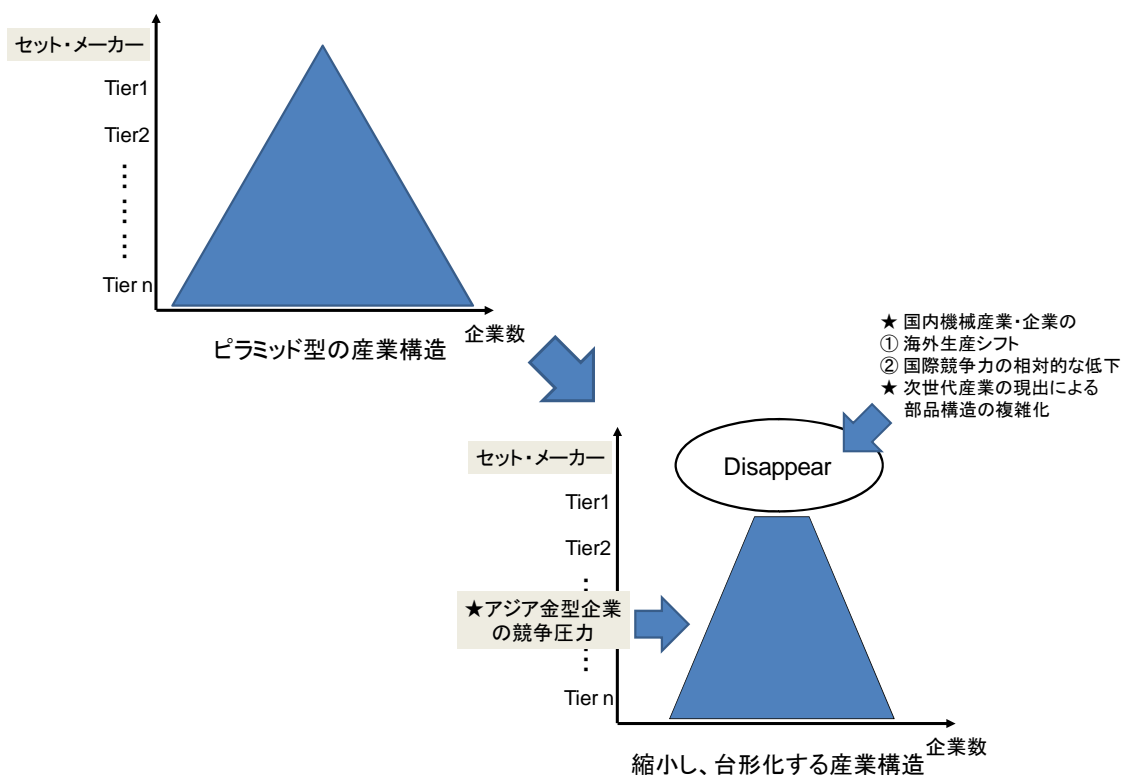 セット・メーカー
Tier1
Tier2
Tier n
企業数
ピラミッド型の産業構造
★ 国内機械産業・企業の
① 海外生産シフト
② 国際競争力の相対的な低下
★ 次世代産業の現出による
部品構造の複雑化
セット・メーカー
Disappear
Tier1
Tier2
★アジア金型企業
の競争圧力
Tier n
企業数
縮小し、台形化する産業構造